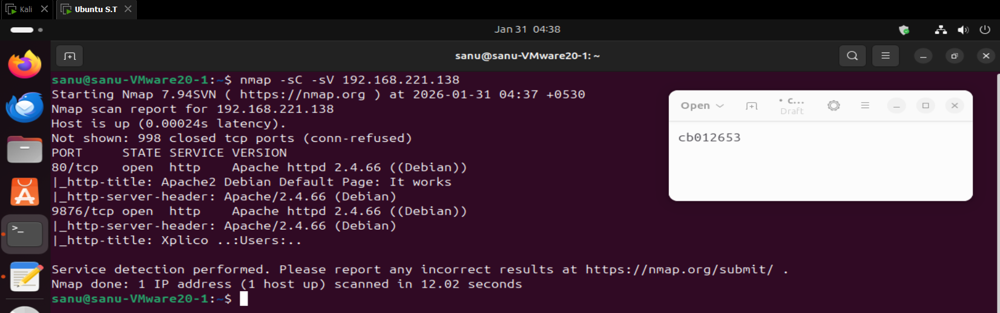 Kali
Ubuntu S.T
Jan 31 04:38
sanu@sanu-VMware20-1: ~
sanu@sanu-VMware20-1:~$ nmap -sC -sV 192.168.221.138
Starting Nmap 7.94SVN ( https://nmap.org ) at 2026-01-31 04:37 +0530
Nmap scan report for 192.168.221.138
Host is up (0.00024s latency).
Not shown: 998 closed tcp ports (conn-refused)
PORT     STATE SERVICE VERSION
80/tcp   open  http    Apache httpd 2.4.66 ((Debian))
|_http-title: Apache2 Debian Default Page: It works
|_http-server-header: Apache/2.4.66 (Debian)
9876/tcp open  http    Apache httpd 2.4.66 ((Debian))
|_http-server-header: Apache/2.4.66 (Debian)
|_http-title: Xplico ..:Users:..
Service detection performed. Please report any incorrect results at https://nmap.org/submit/ .
Nmap done: 1 IP address (1 host up) scanned in 12.02 seconds
sanu@sanu-VMware20-1:~$
Open
• c...
Draft
cb012653